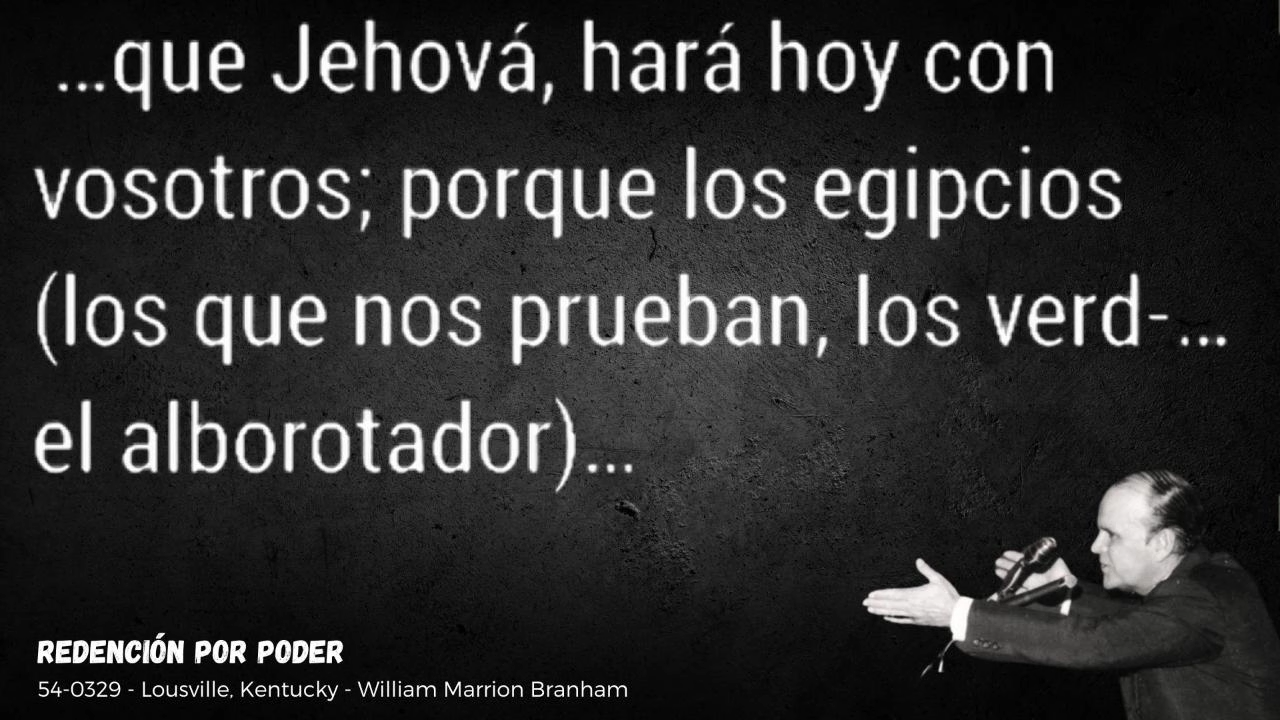 ...que Jehová, hará hoy con
vosotros; porque los egipcios
(los que nos prueban, los verd-...
el alborotador)...
REDENCIÓN POR PODER
54-0329 - Lousville, Kentucky - William Marrion Branham